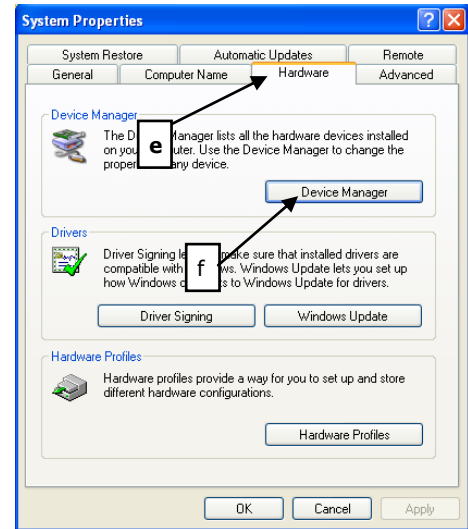 System Properties
System Restore Automatic Updates Remote
General Computer Name Hardware Advanced
Device Manager
The D anager lists all the hardware devices installed
on you uter. Use the Device Manager to change the
prope any device.
e
Device Manager
Drivers
Driver Signing le make sure that installed drivers are
compatible with ws. Windows Update lets you set up
how Windows c s to Windows Update for drivers.
f
Driver Signing Windows Update
Hardware Profiles
Hardware profiles provide a way for you to set up and store
different hardware configurations.
Hardware Profiles
OK Cancel Apply